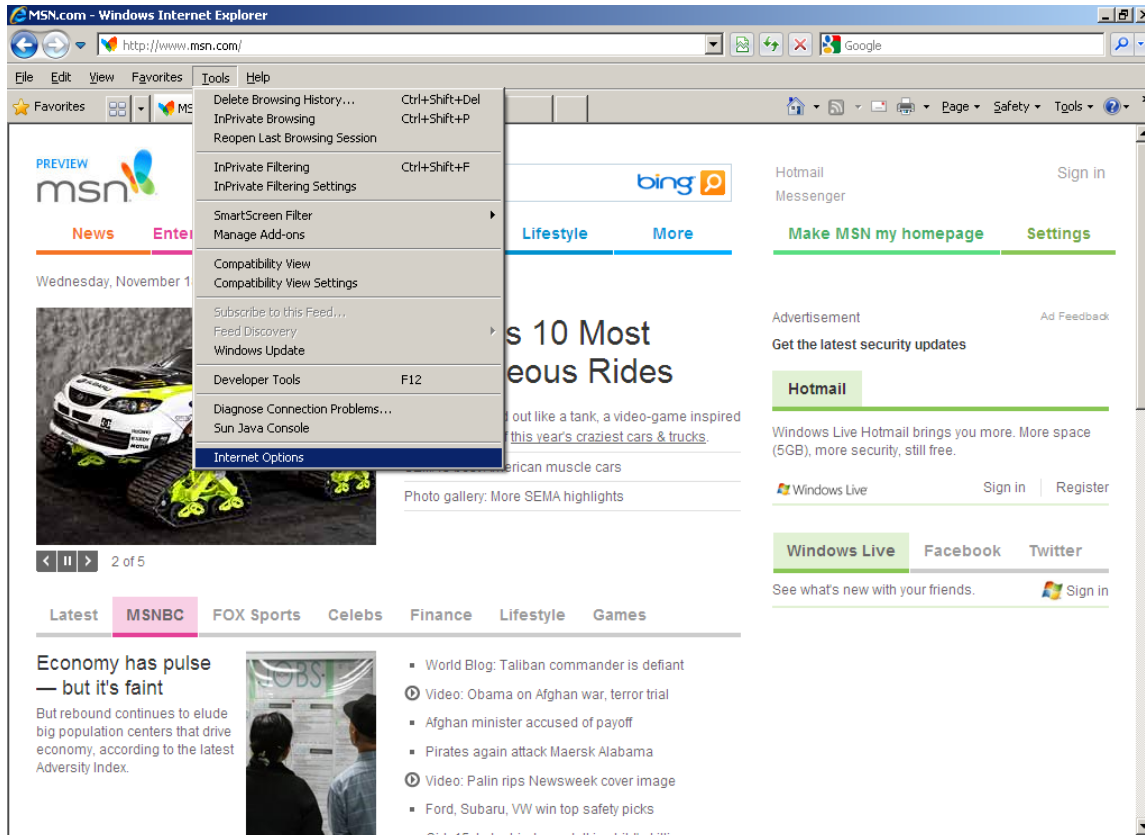 MSN.com - Windows Internet Explorer
http://www.msn.com/
Google
File Edit View Favorites Tools Help
Favorites
MS
Page Safety Tools
Delete Browsing History... Ctrl+Shift+Del
InPrivate Browsing Ctrl+Shift+P
Reopen Last Browsing Session
InPrivate Filtering Ctrl+Shift+F
InPrivate Filtering Settings
SmartScreen Filter
Manage Add-ons
Compatibility View
Compatibility View Settings
Subscribe to this Feed...
Feed Discovery
Windows Update
Developer Tools F12
Diagnose Connection Problems...
Sun Java Console
Internet Options
PREVIEW
msn
bing
Hotmail
Messenger
Sign in
News Enter Lifestyle More
Make MSN my homepage Settings
Wednesday, November 1
s 10 Most
eous Rides
out like a tank, a video-game inspired
this year's craziest cars & trucks.
erican muscle cars
Photo gallery: More SEMA highlights
2 of 5
Advertisement Ad Feedback
Get the latest security updates
Hotmail
Windows Live Hotmail brings you more. More space
(5GB), more security, still free.
Windows Live Sign in Register
Windows Live Facebook Twitter
See what's new with your friends. Sign in
Latest MSNBC FOX Sports Celebs Finance Lifestyle Games
Economy has pulse
— but it's faint
But rebound continues to elude
big population centers that drive
economy, according to the latest
Adversity Index.
JOBS
World Blog: Taliban commander is defiant
Video: Obama on Afghan war, terror trial
Afghan minister accused of payoff
Pirates again attack Maersk Alabama
Video: Palin rips Newsweek cover image
Ford, Subaru, VW win top safety picks